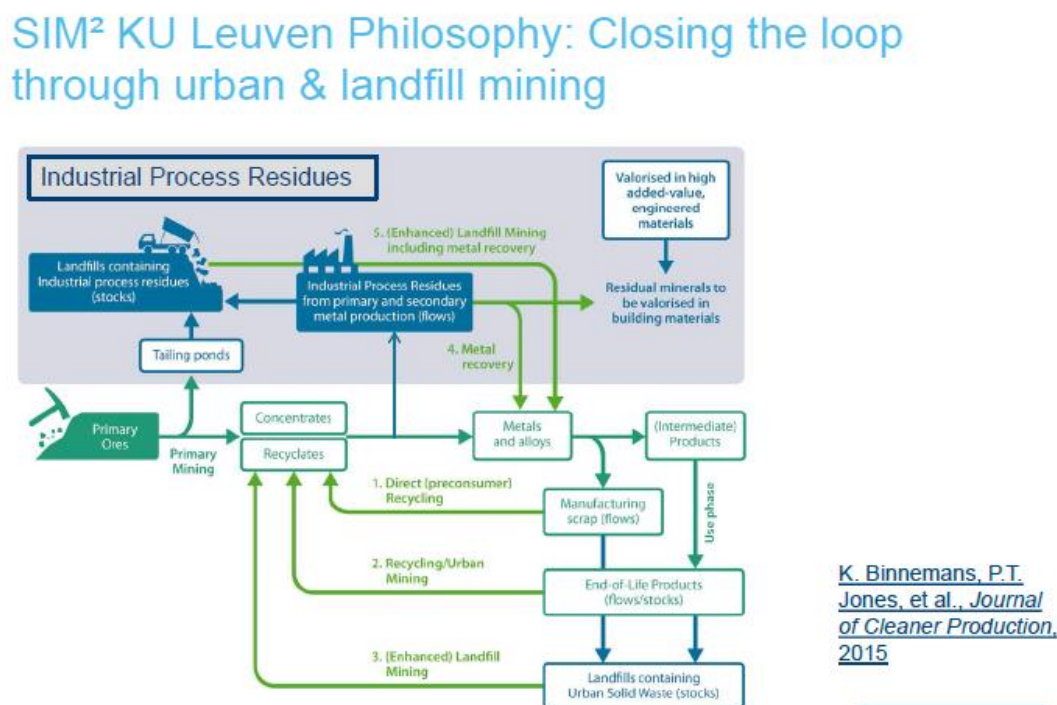 SIM² KU Leuven Philosophy: Closing the loop
through urban & landfill mining
Industrial Process Residues
Valorised in high
added-value,
engineered
materials
5. (Enhanced) Landfill Mining
including metal recovery
Landfills containing
Industrial process residues
(stocks)
Industrial Process Residues
from primary and secondary
metal production (flows)
Residual minerals to
be valorised in
building materials
Tailing ponds
4. Metal
recovery
Primary
Ores
Primary
Mining
Concentrates
Recyclates
Metals
and alloys
(Intermediate)
Products
1. Direct (preconsumer)
Recycling
Manufacturing
scrap (flows)
Use phase
2. Recycling/Urban
Mining
End-of-Life Products
(flows/stocks)
3. (Enhanced) Landfill
Mining
Landfills containing
Urban Solid Waste (stocks)
K. Binnemans, P.T.
Jones, et al., Journal
of Cleaner Production,
2015